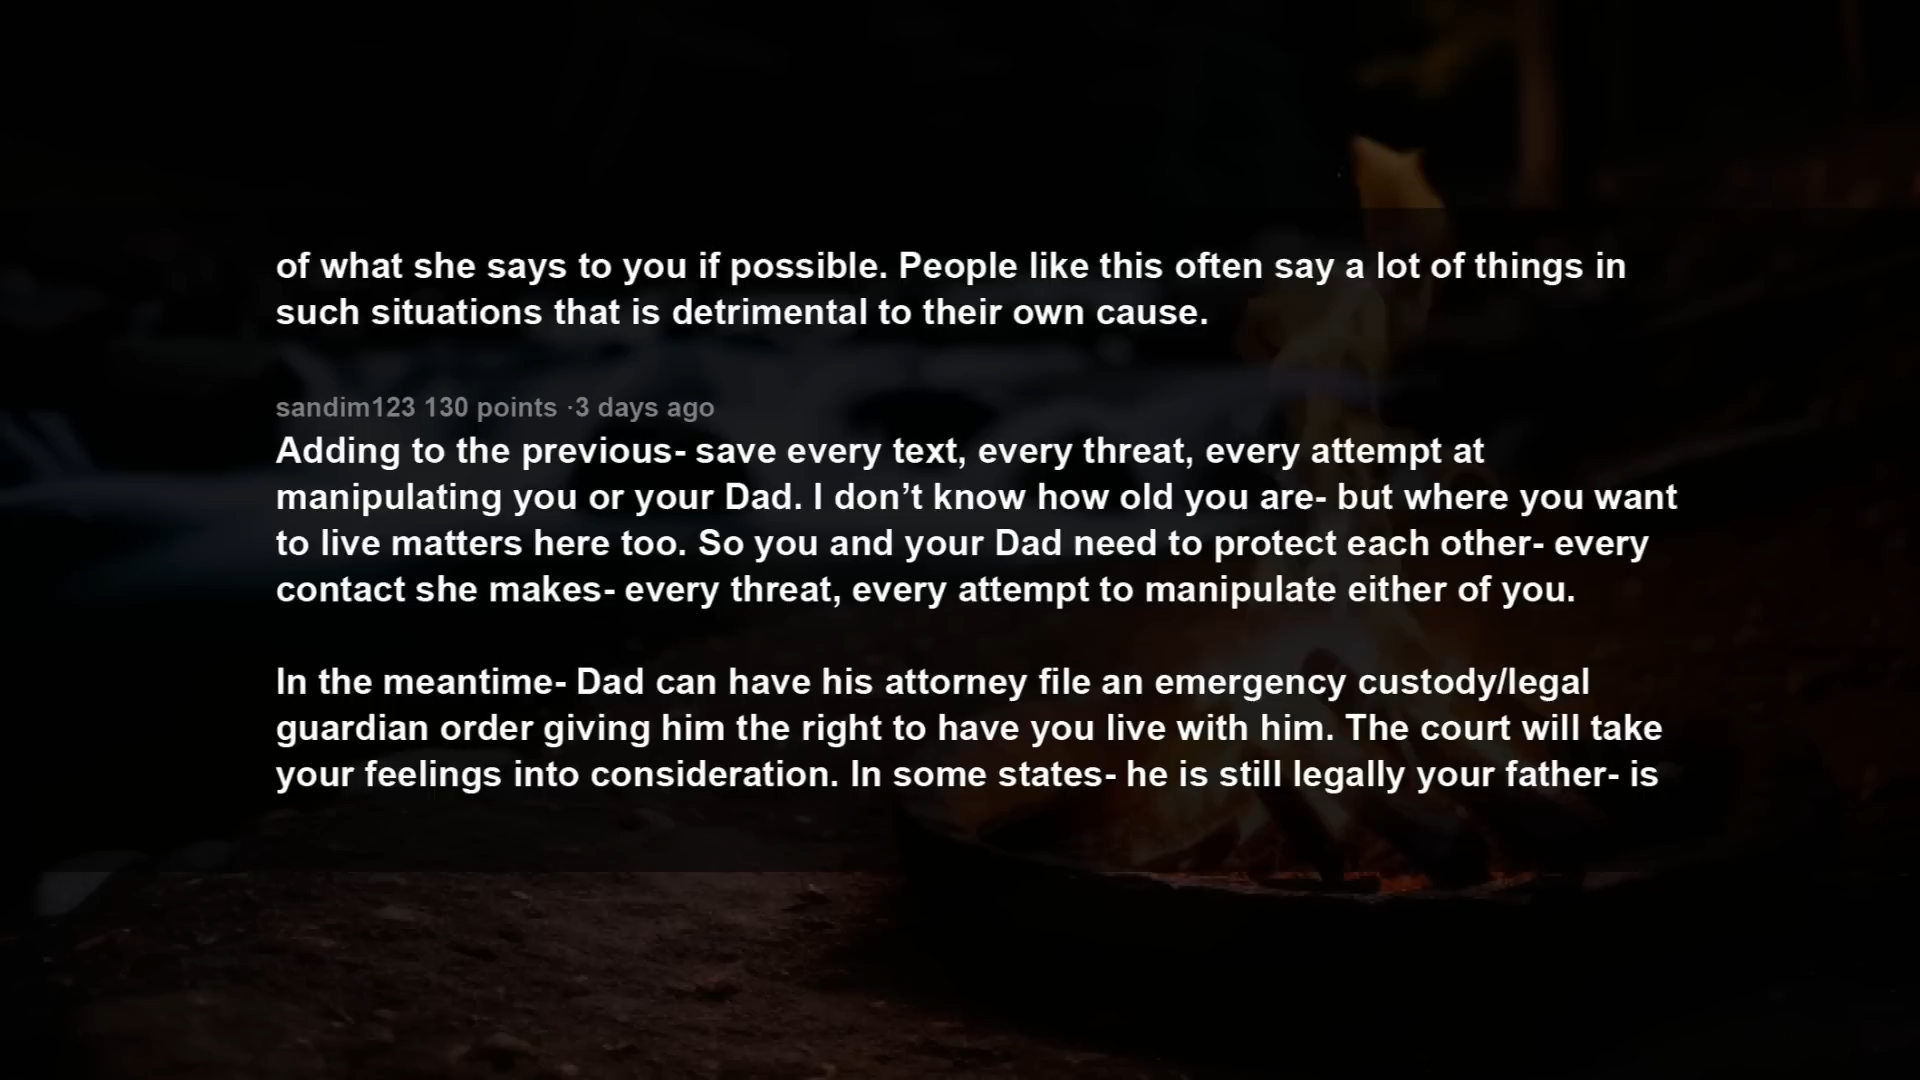 of what she says to you if possible. People like this often say a lot of things in
such situations that is detrimental to their own cause.
sandim123 130 points ·3 days ago
Adding to the previous- save every text, every threat, every attempt at
manipulating you or your Dad. I don’t know how old you are- but where you want
to live matters here too. So you and your Dad need to protect each other- every
contact she makes- every threat, every attempt to manipulate either of you.
In the meantime- Dad can have his attorney file an emergency custody/legal
guardian order giving him the right to have you live with him. The court will take
your feelings into consideration. In some states- he is still legally your father- is